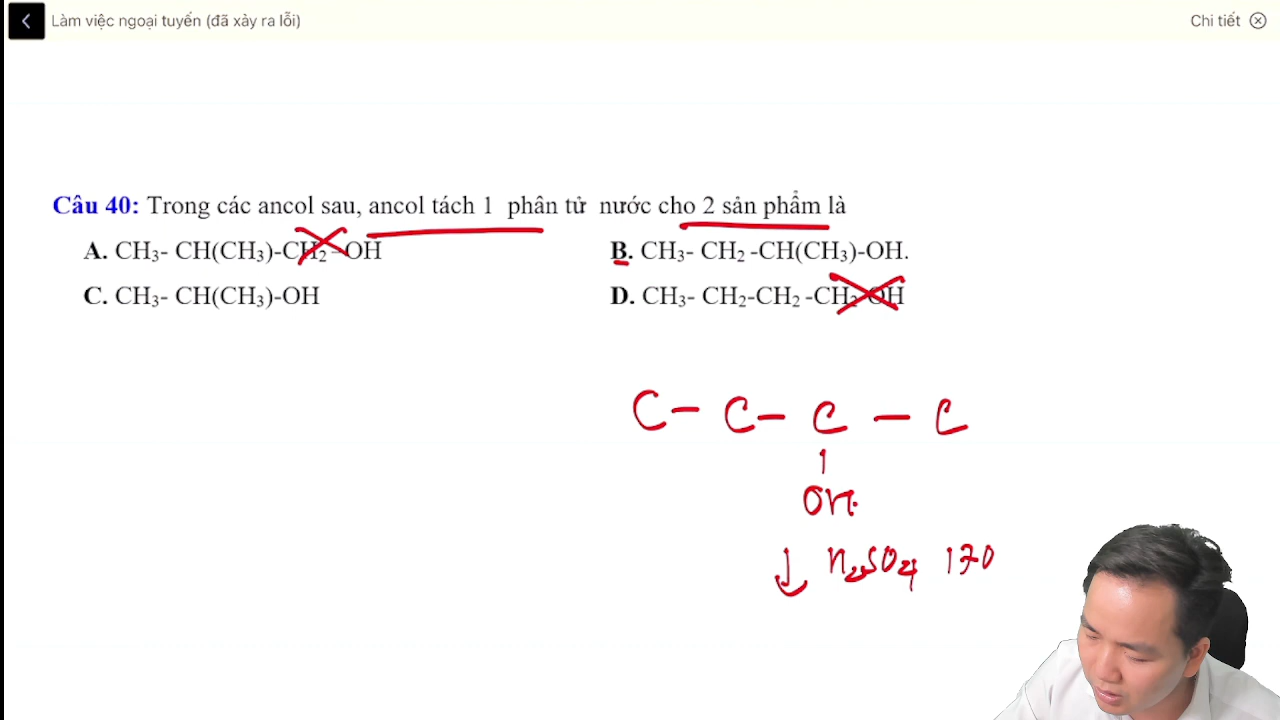 Làm việc ngoại tuyến (đã xảy ra lỗi) Chi tiết
Câu 40: Trong các ancol sau, ancol tách 1 phân tử nước cho 2 sản phẩm là
A. CH₃- CH(CH₃)-CH₂ -OH B. CH₃- CH₂ -CH(CH₃)-OH.
C. CH₃- CH(CH₃)-OH D. CH₃- CH₂-CH₂ -CH₂-OH
C - C - C - C
OH
↓ H₂SO₄ 170